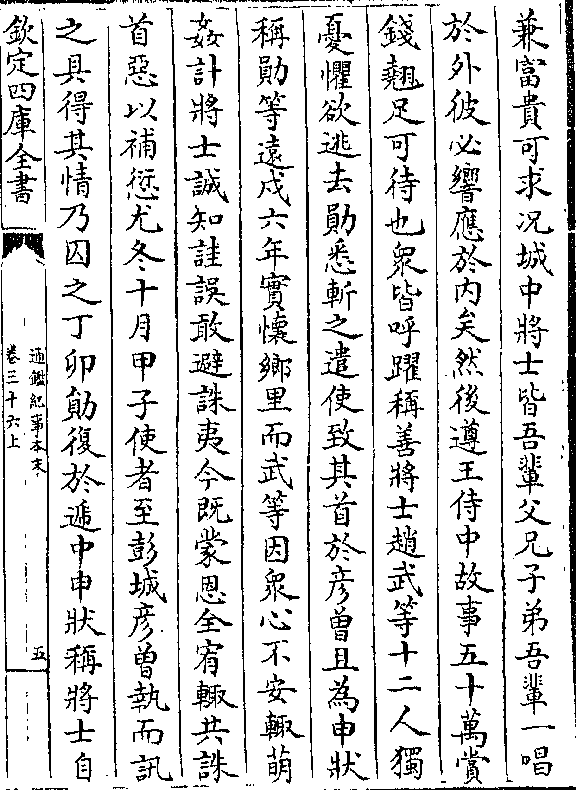 兼富貴可求况城中將士皆吾輩父兄子弟吾輩一唱
於外彼必響應於内矣然後遵王侍中故事五十萬賞
錢翹足可待也衆皆呼躍稱善將士趙武等十二人獨
憂懼欲逃去勛悉斬之遣使致其首於彦曽且為申狀
稱勛等遠戍六年實懷鄉里而武等因衆心不安輙萌
姦計將士誠知詿誤敢避誅夷今既蒙恩全宥輙共誅
首惡以補愆尤冬十月甲子使者至彭城彦曽執而訊
之具得其情乃囚之丁卯勛復於遞中申狀稱將士自
欽定四庫全書
通鑑紀事本末
卷三十六上
五